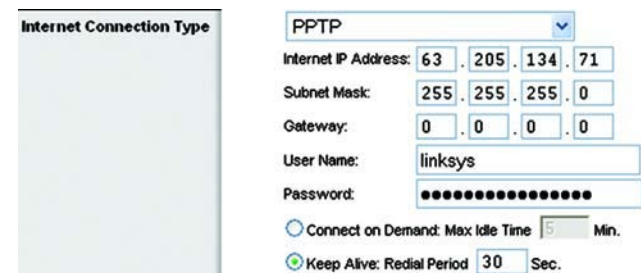 Internet Connection Type PPTP
Internet IP Address: 63 . 205 . 134 . 71
Subnet Mask: 255 . 255 . 255 . 0
Gateway: 0 . 0 . 0 . 0
User Name: linksys
Password: ●●●●●●●●●●●●●●●●
Connect on Demand: Max Idle Time 5 Min.
Keep Alive: Redial Period 30 Sec.